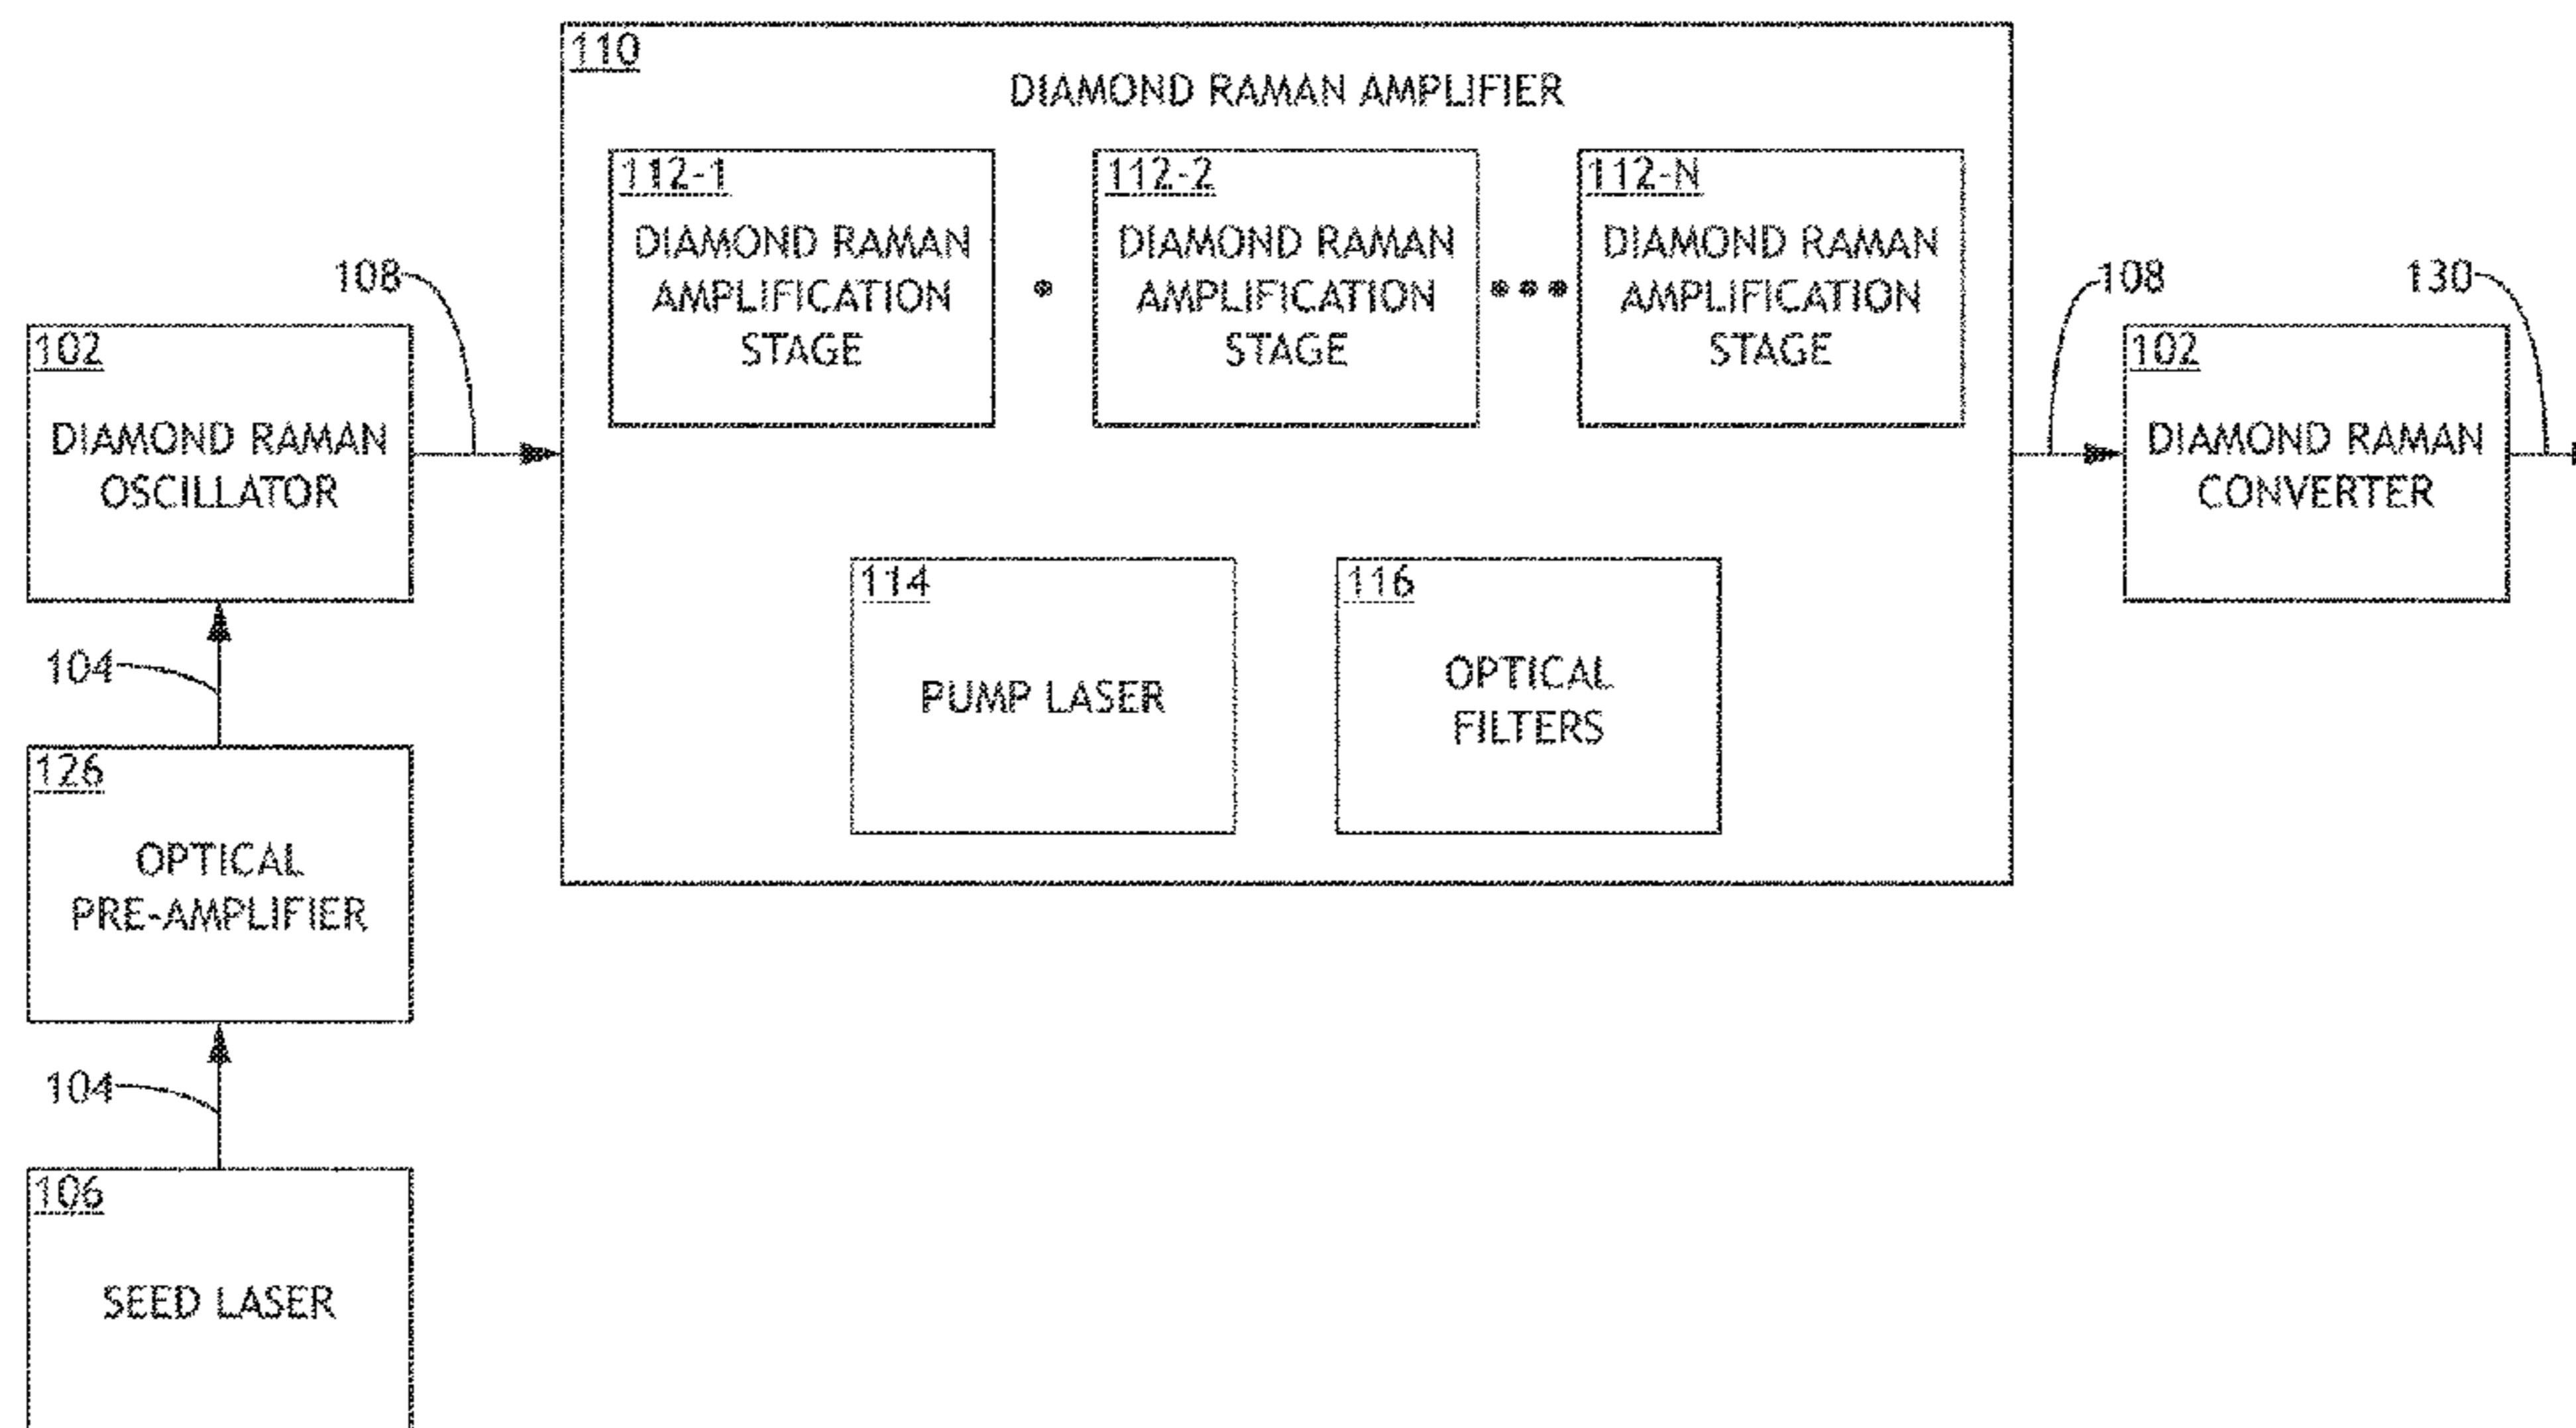 110
DIAMOND RAMAN AMPLIFIER
112-1
DIAMOND RAMAN
AMPLIFICATION
STAGE
112-2
DIAMOND RAMAN
AMPLIFICATION
STAGE
112-N
DIAMOND RAMAN
AMPLIFICATION
STAGE
108
102
DIAMOND RAMAN
OSCILLATOR
108
130
102
DIAMOND RAMAN
CONVERTER
114
PUMP LASER
116
OPTICAL
FILTERS
104
126
OPTICAL
PRE-AMPLIFIER
104
106
SEED LASER